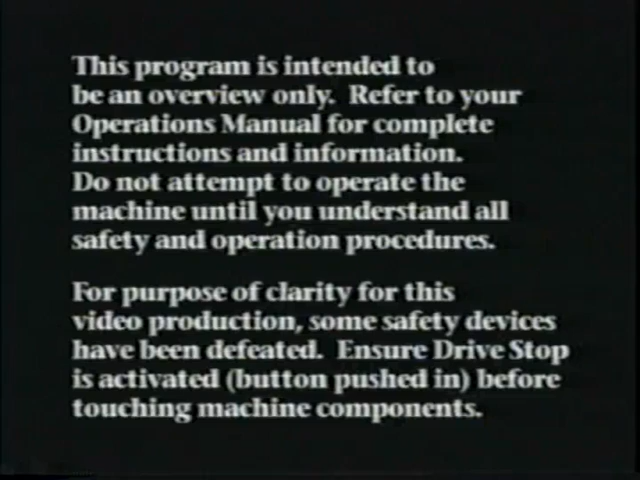 This program is intended to
be an overview only.  Refer to your
Operations Manual for complete
instructions and information.
Do not attempt to operate the
machine until you understand all
safety and operation procedures.
For purpose of clarity for this
video production, some safety devices
have been defeated.  Ensure Drive Stop
is activated (button pushed in) before
touching machine components.